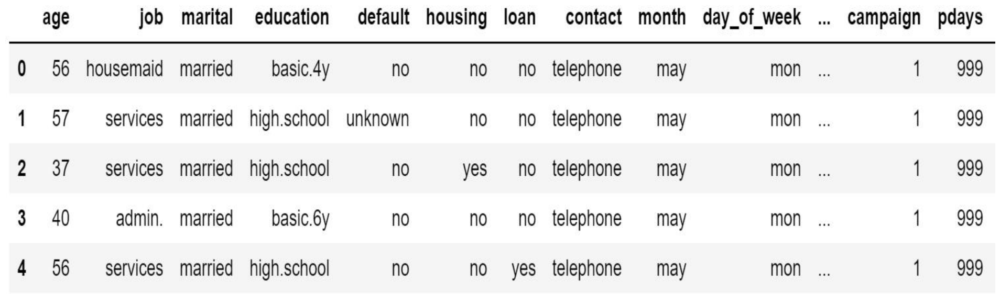 age job marital education default housing loan contact month day_of_week ... campaign pdays
0 56 housemaid married basic.4y no no no telephone may mon ... 1 999
1 57 services married high.school unknown no no telephone may mon ... 1 999
2 37 services married high.school no yes no telephone may mon ... 1 999
3 40 admin. married basic.6y no no no telephone may mon ... 1 999
4 56 services married high.school no no yes telephone may mon ... 1 999